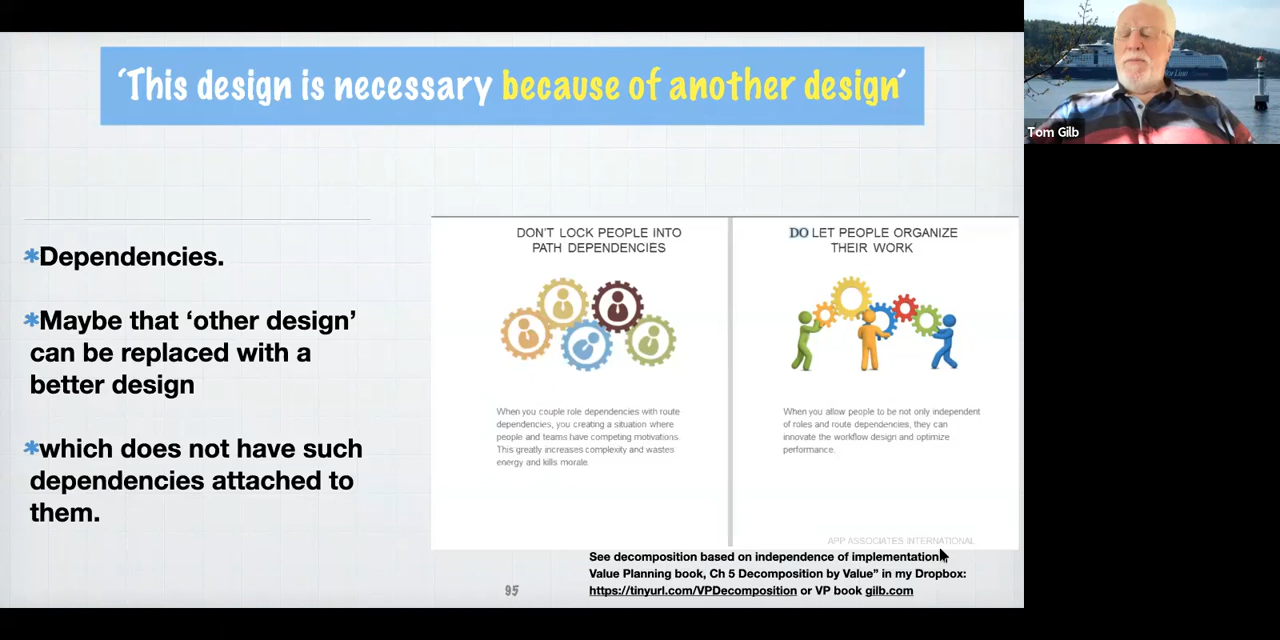 ‘This design is necessary because of another design’
*Dependencies.
*Maybe that ‘other design’
can be replaced with a
better design
*which does not have such
dependencies attached to
them.
DON'T LOCK PEOPLE INTO
PATH DEPENDENCIES
When you couple role dependencies with route
dependencies, you creating a situation where
people and teams have competing motivations.
This greatly increases complexity and wastes
energy and kills morale.
DO LET PEOPLE ORGANIZE
THEIR WORK
When you allow people to be not only independent
of roles and route dependencies, they can
innovate the workflow design and optimize
performance.
APP ASSOCIATES INTERNATIONAL
See decomposition based on independence of implementation
Value Planning book, Ch 5 Decomposition by Value” in my Dropbox:
https://tinyurl.com/VPDecomposition or VP book gilb.com
95
Tom Gilb